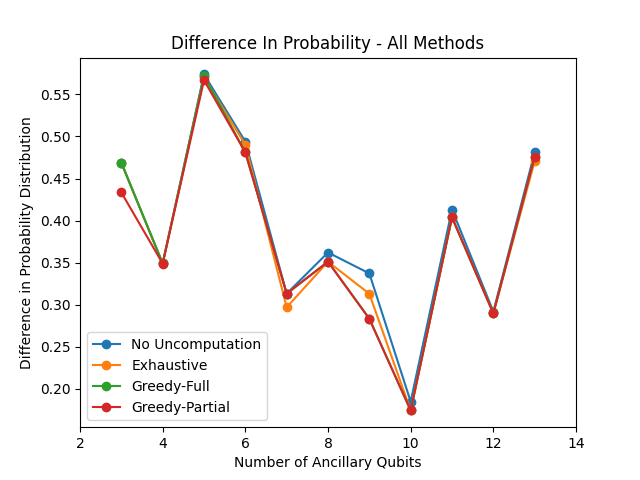 Difference In Probability - All Methods
Difference in Probability Distribution
0.55
0.50
0.45
0.40
0.35
0.30
0.25
0.20
No Uncomputation
Exhaustive
Greedy-Full
Greedy-Partial
2 4 6 8 10 12 14
Number of Ancillary Qubits